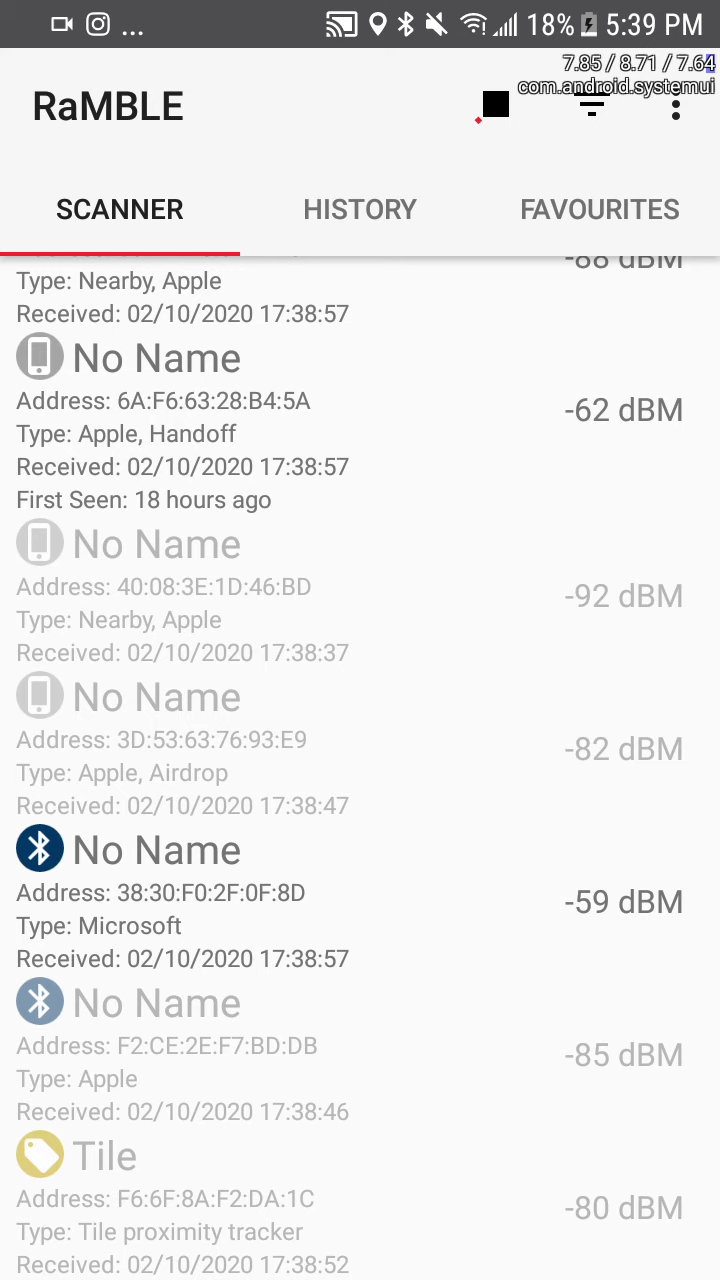 ... 18% 5:39 PM
7.85 / 8.71 / 7.64
com.android.systemui
RaMBLE
SCANNER HISTORY FAVOURITES
-88 dBM
Type: Nearby, Apple
Received: 02/10/2020 17:38:57
No Name
Address: 6A:F6:63:28:B4:5A
-62 dBM
Type: Apple, Handoff
Received: 02/10/2020 17:38:57
First Seen: 18 hours ago
No Name
Address: 40:08:3E:1D:46:BD
-92 dBM
Type: Nearby, Apple
Received: 02/10/2020 17:38:37
No Name
Address: 3D:53:63:76:93:E9
-82 dBM
Type: Apple, Airdrop
Received: 02/10/2020 17:38:47
No Name
Address: 38:30:F0:2F:0F:8D
-59 dBM
Type: Microsoft
Received: 02/10/2020 17:38:57
No Name
Address: F2:CE:2E:F7:BD:DB
-85 dBM
Type: Apple
Received: 02/10/2020 17:38:46
Tile
Address: F6:6F:8A:F2:DA:1C
-80 dBM
Type: Tile proximity tracker
Received: 02/10/2020 17:38:52